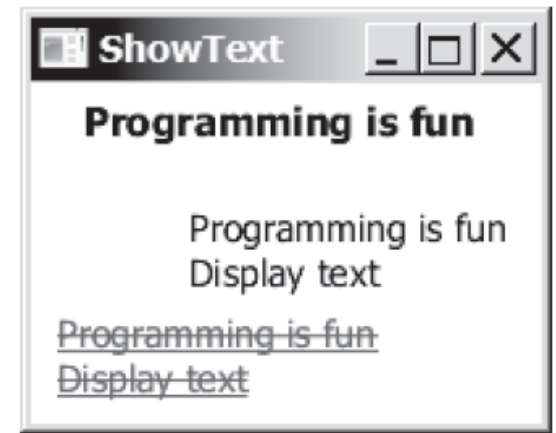 ShowText
Programming is fun
Programming is fun
Display text
Programming is fun
Display text